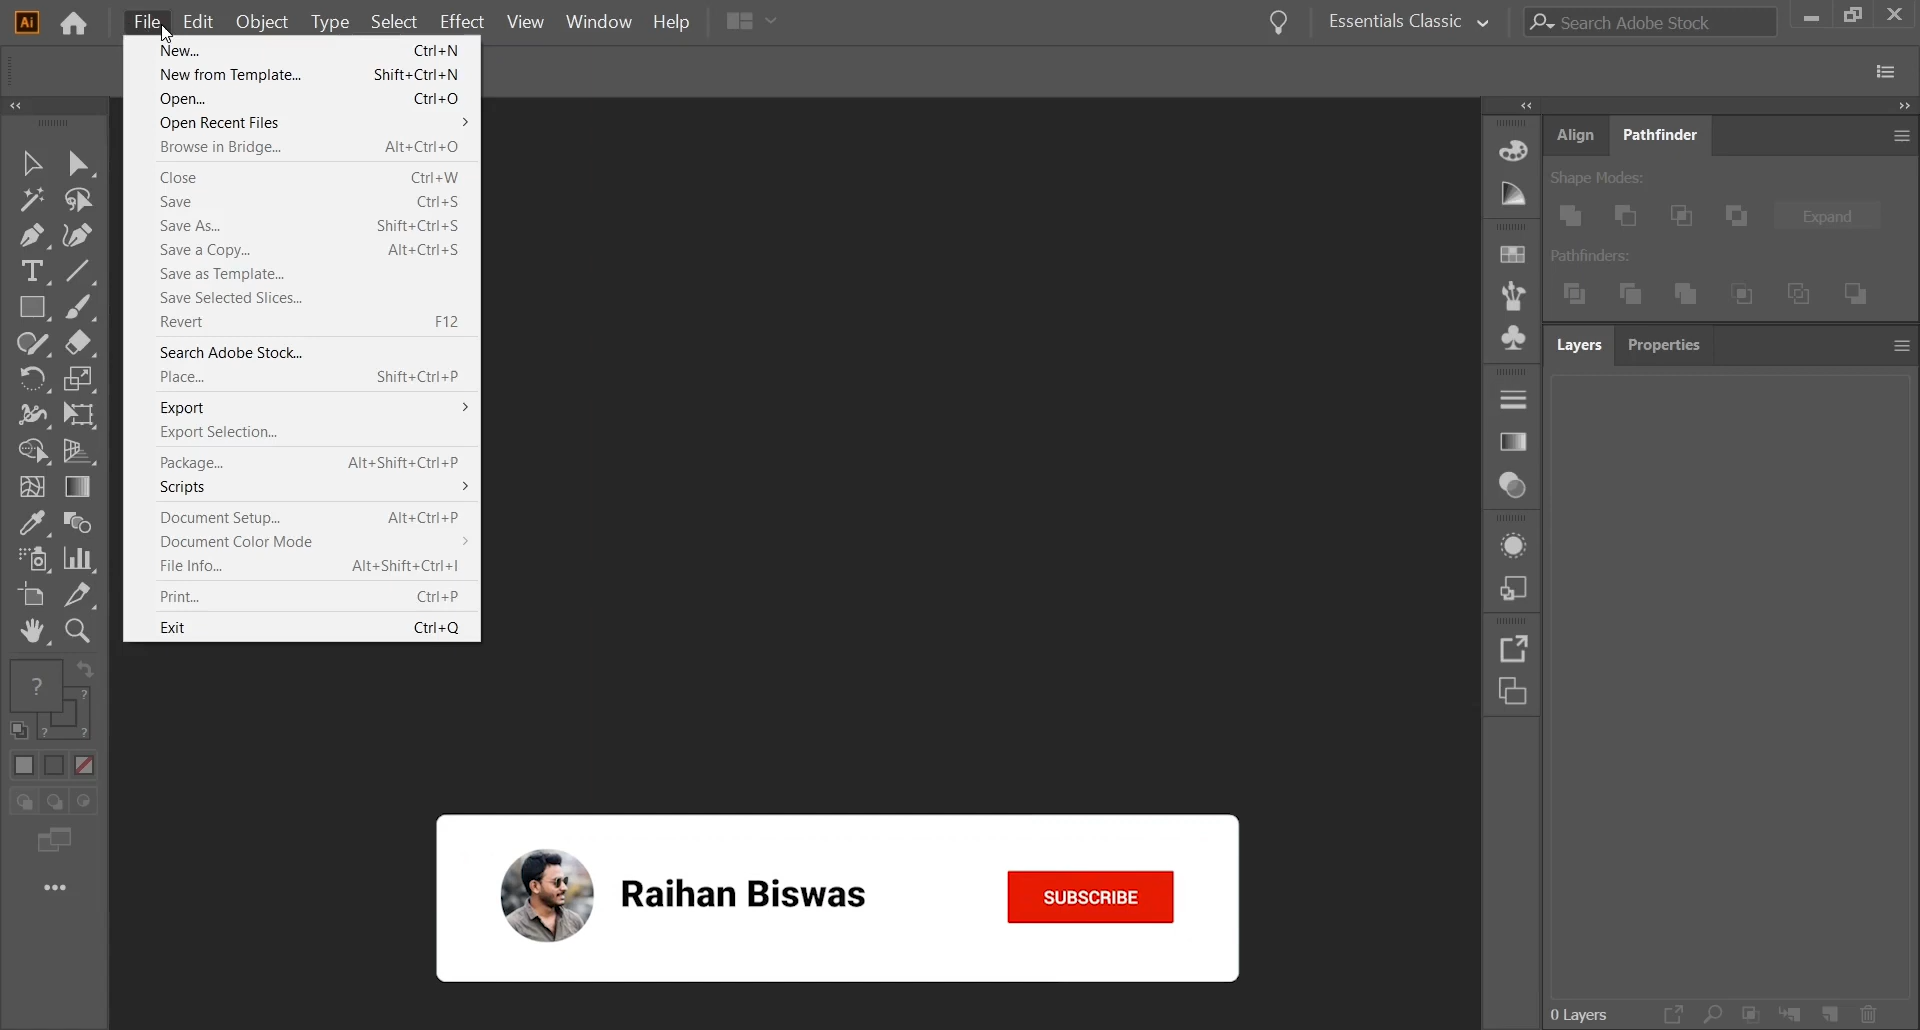 Ai File Edit Object Type Select Effect View Window Help Essentials Classic Search Adobe Stock
New... Ctrl+N
New from Template... Shift+Ctrl+N
Open... Ctrl+O
Open Recent Files
Browse in Bridge... Alt+Ctrl+O
Close Ctrl+W
Save Ctrl+S
Save As... Shift+Ctrl+S
Save a Copy... Alt+Ctrl+S
Save as Template...
Save Selected Slices...
Revert F12
Search Adobe Stock...
Place... Shift+Ctrl+P
Export
Export Selection...
Package... Alt+Shift+Ctrl+P
Scripts
Document Setup... Alt+Ctrl+P
Document Color Mode
File Info... Alt+Shift+Ctrl+I
Print... Ctrl+P
Exit Ctrl+Q
Align Pathfinder
Shape Modes:
Expand
Pathfinders:
Layers Properties
? ?
? ?
Raihan Biswas
SUBSCRIBE
0 Layers